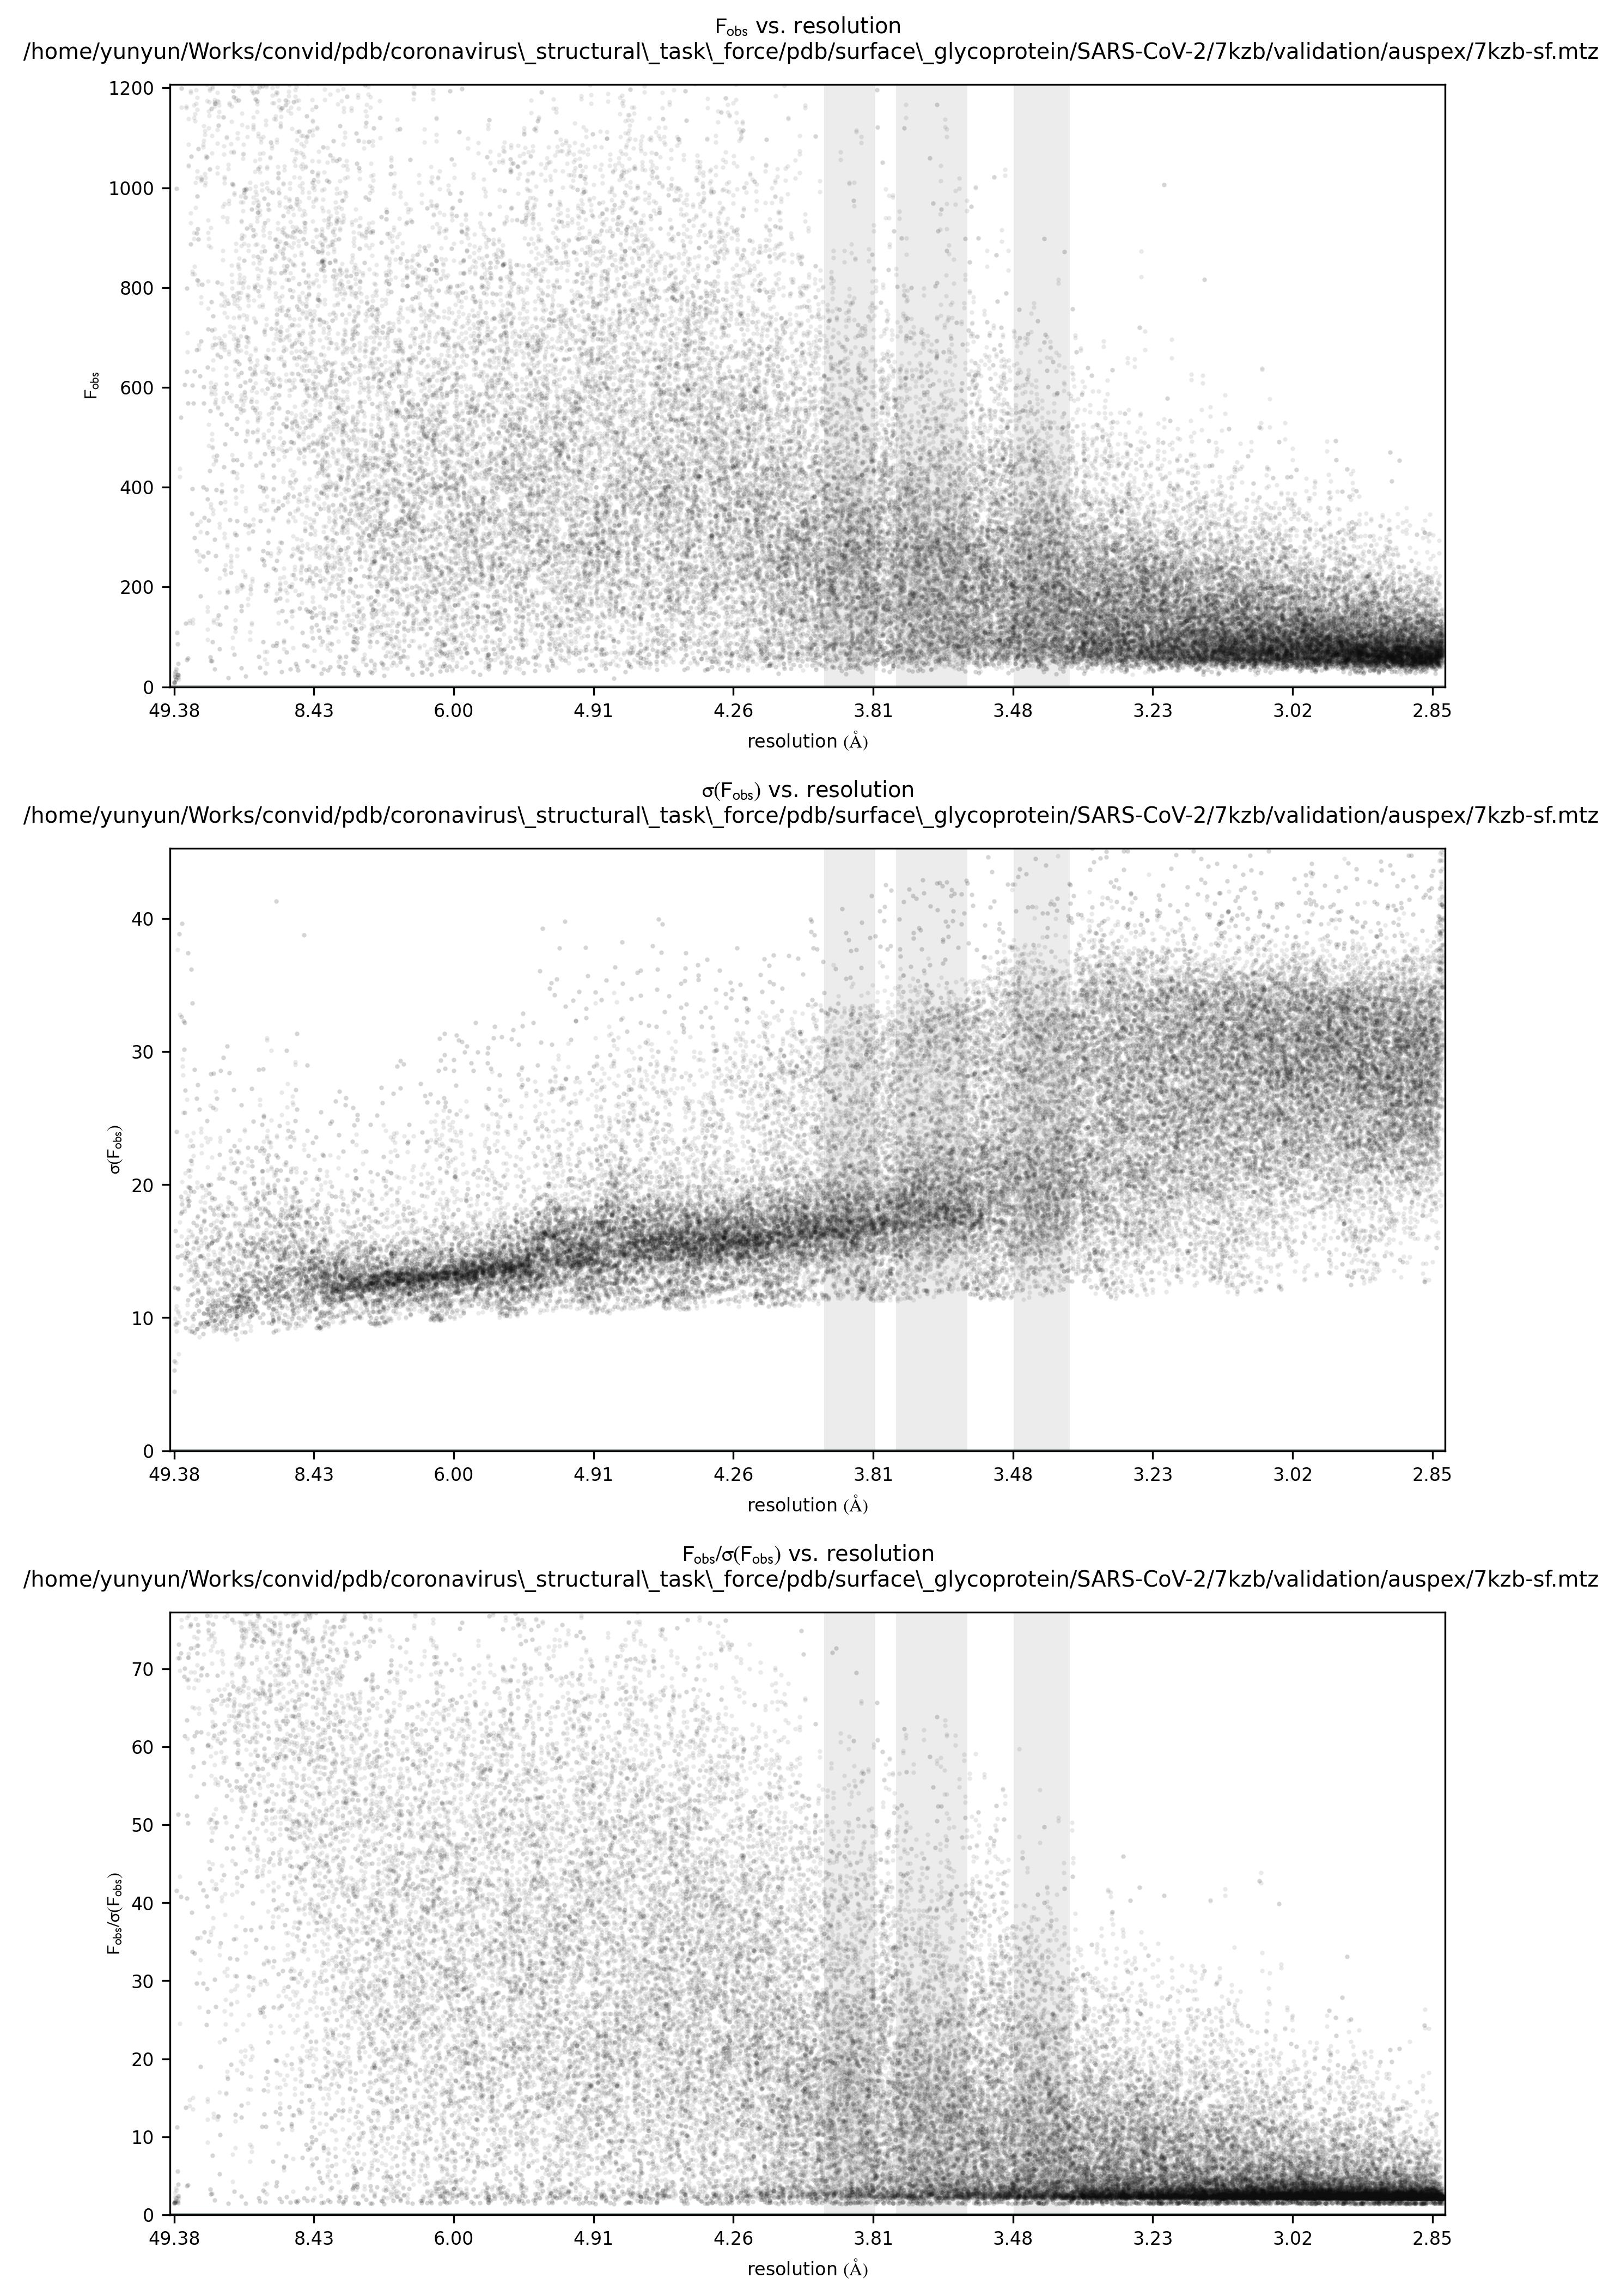 F_obs vs. resolution
/home/yunyun/Works/convid/pdb/coronavirus\_structural\_task\_force/pdb/surface\_glycoprotein/SARS-CoV-2/7kzb/validation/auspex/7kzb-sf.mtz
1200
1000
800
600
400
200
0
F_obs
49.38 8.43 6.00 4.91 4.26 3.81 3.48 3.23 3.02 2.85
resolution (Å)
σ(F_obs) vs. resolution
/home/yunyun/Works/convid/pdb/coronavirus\_structural\_task\_force/pdb/surface\_glycoprotein/SARS-CoV-2/7kzb/validation/auspex/7kzb-sf.mtz
40
30
20
10
0
σ(F_obs)
49.38 8.43 6.00 4.91 4.26 3.81 3.48 3.23 3.02 2.85
resolution (Å)
F_obs/σ(F_obs) vs. resolution
/home/yunyun/Works/convid/pdb/coronavirus\_structural\_task\_force/pdb/surface\_glycoprotein/SARS-CoV-2/7kzb/validation/auspex/7kzb-sf.mtz
70
60
50
40
30
20
10
0
F_obs/σ(F_obs)
49.38 8.43 6.00 4.91 4.26 3.81 3.48 3.23 3.02 2.85
resolution (Å)